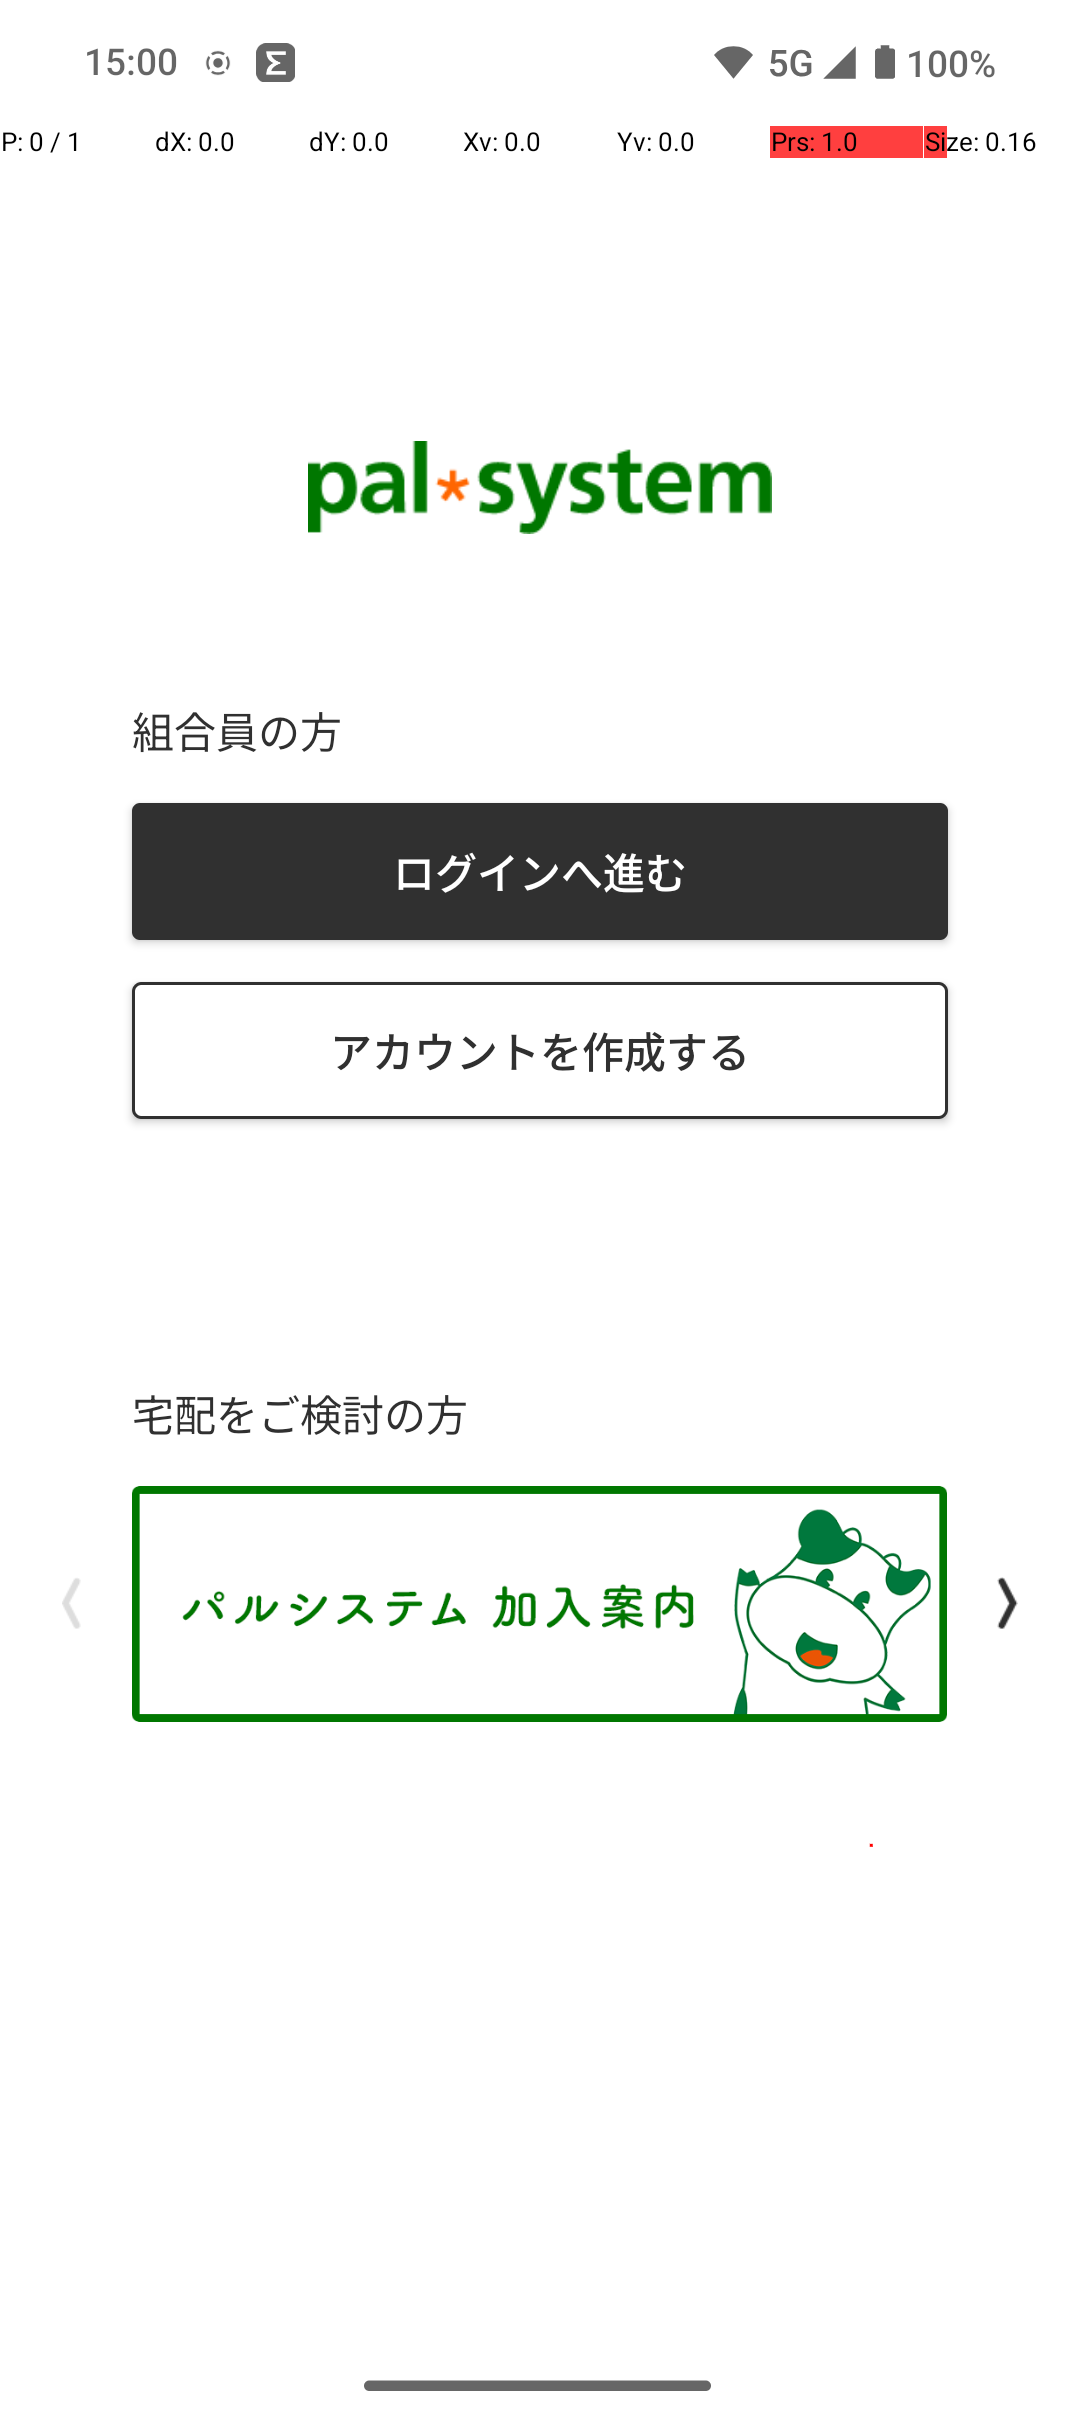 15:00 5G 100%
P: 0 / 1 dX: 0.0 dY: 0.0 Xv: 0.0 Yv: 0.0 Prs: 1.0 Size: 0.16
pal*system
組合員の方
ログインへ進む
アカウントを作成する
宅配をご検討の方
パルシステム 加入案内